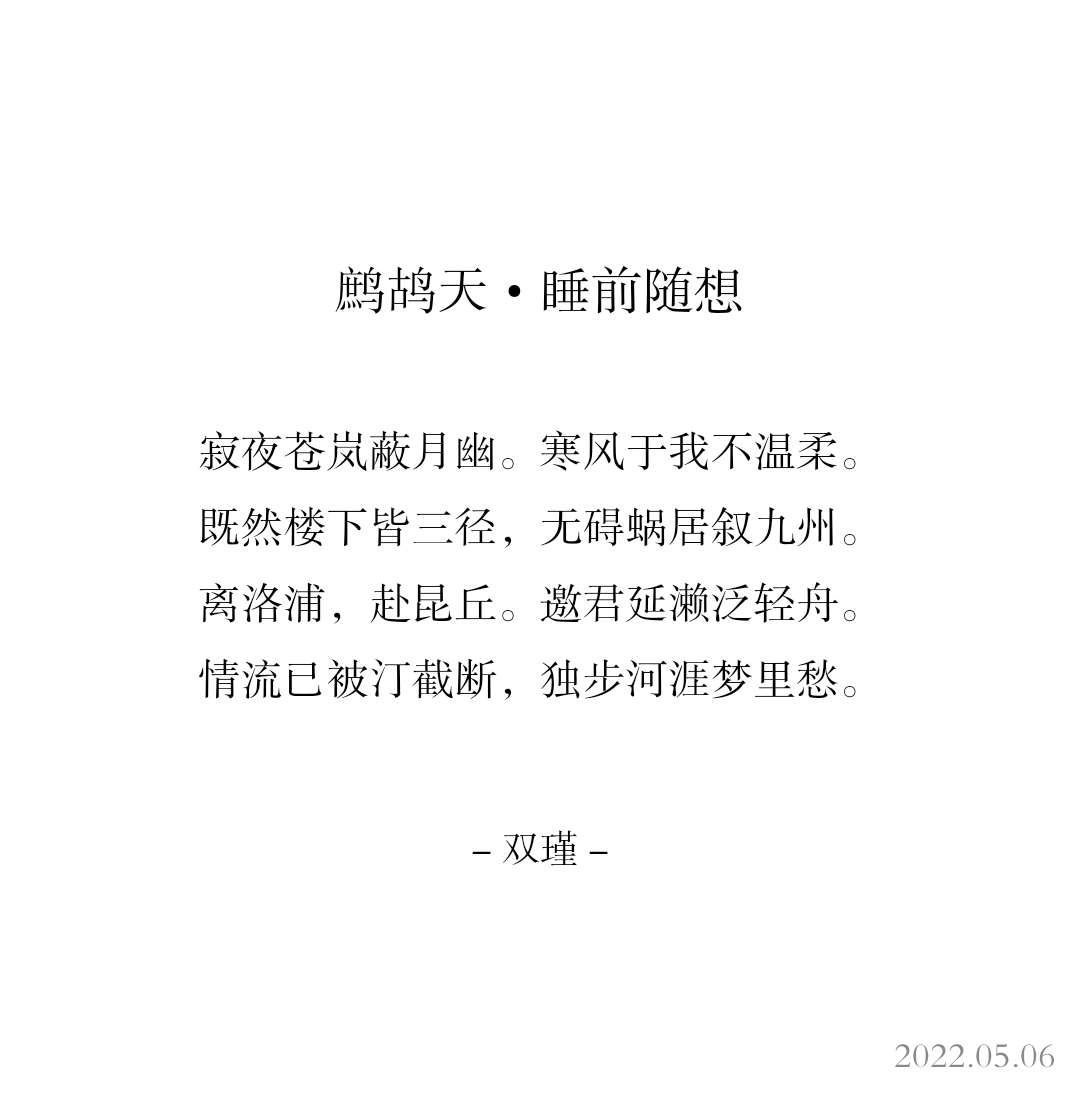 鹧鸪天·睡前随想
寂夜苍岚蔽月幽。寒风于我不温柔。
既然楼下皆三径，无碍蜗居叙九州。
离洛浦，赴昆丘。邀君延濑泛轻舟。
情流已被汀截断，独步河涯梦里愁。
– 双瑾 –
2022.05.06